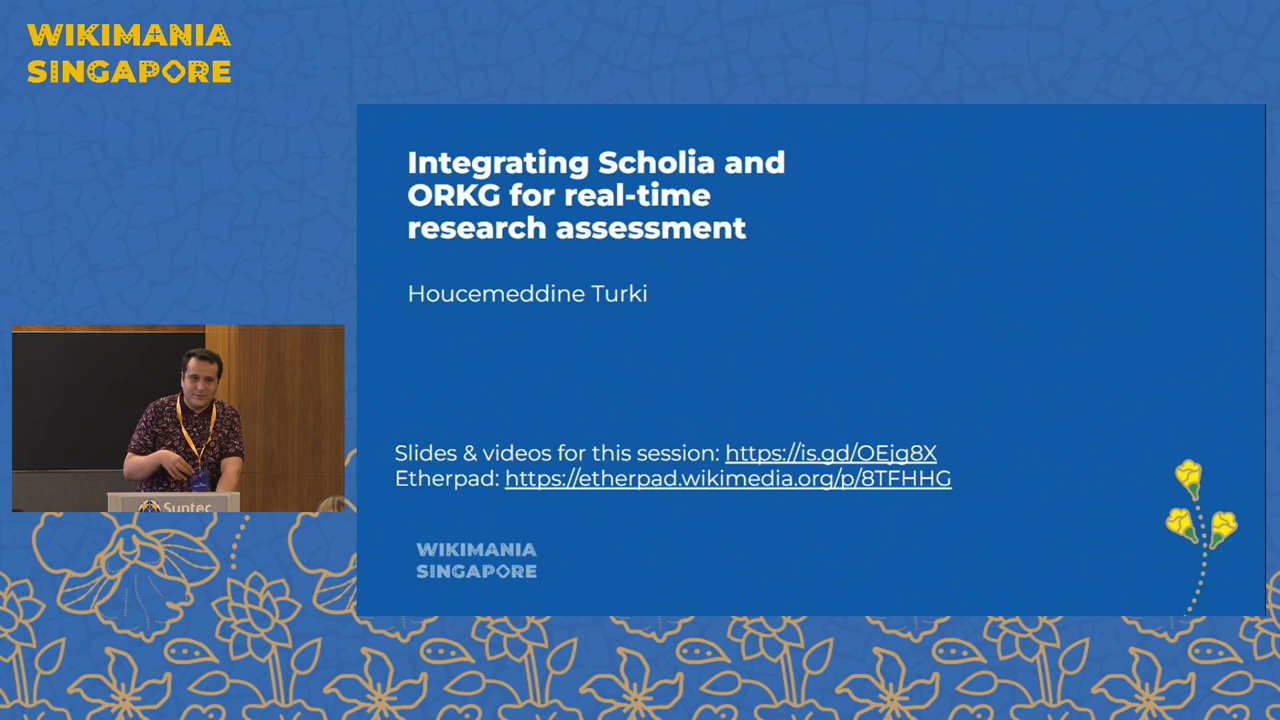 WIKIMANIA
SINGAPORE
Integrating Scholia and
ORKG for real-time
research assessment
Houcemeddine Turki
Slides & videos for this session: https://is.gd/OEjg8X
Etherpad: https://etherpad.wikimedia.org/p/8TFHHG
WIKIMANIA
SINGAPORE
Suntec